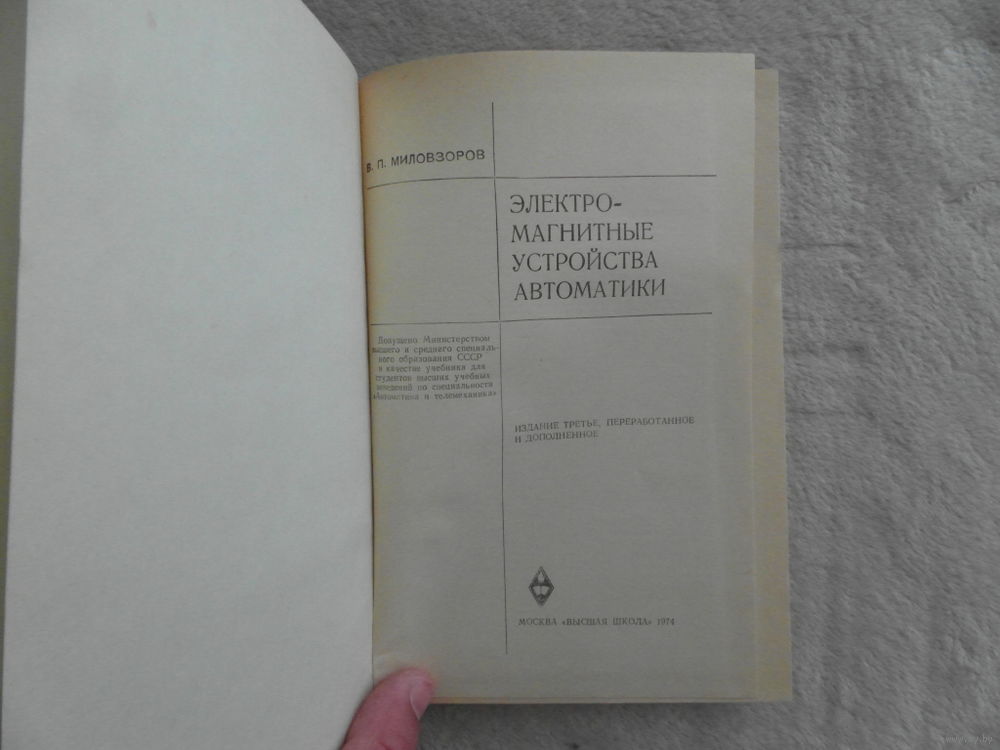 В. П. МИЛОВЗОРОВ
ЭЛЕКТРО-
МАГНИТНЫЕ
УСТРОЙСТВА
АВТОМАТИКИ
Допущено Министерством
высшего и среднего специаль-
ного образования СССР
в качестве учебника для
студентов высших учебных
заведений по специальности
«Автоматика и телемеханика»
ИЗДАНИЕ ТРЕТЬЕ, ПЕРЕРАБОТАННОЕ
И ДОПОЛНЕННОЕ
МОСКВА «ВЫСШАЯ ШКОЛА» 1974